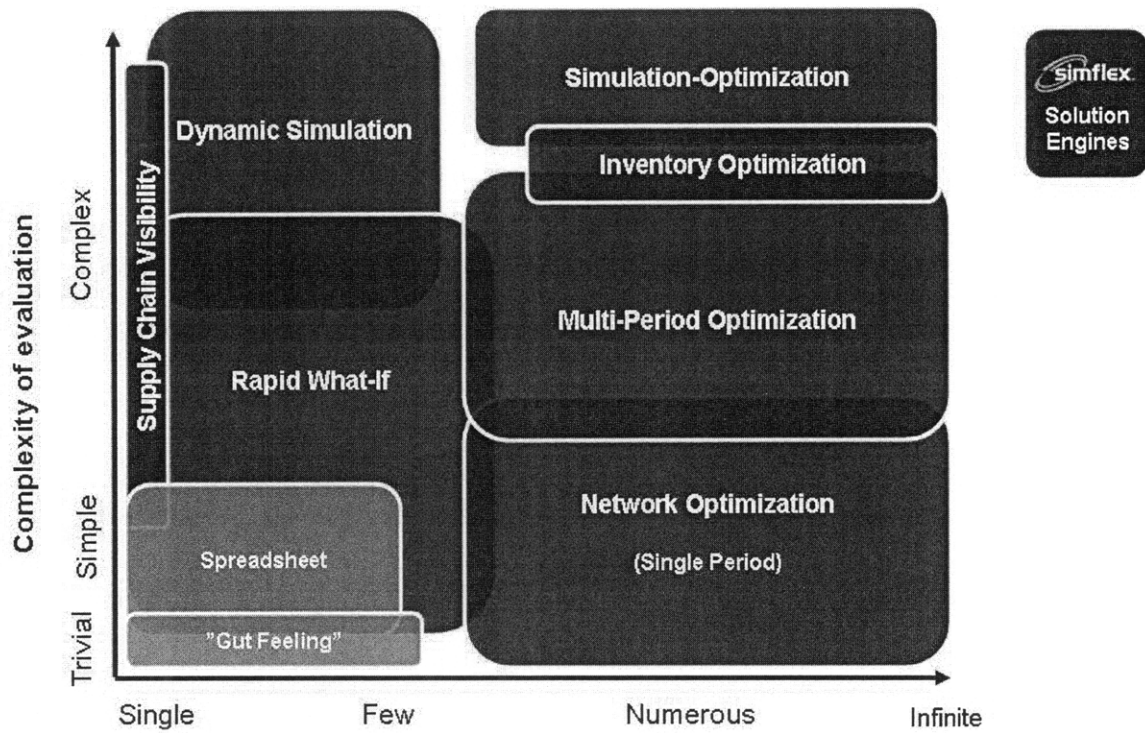 Simulation-Optimization
simflex
Solution
Engines
Dynamic Simulation
Inventory Optimization
Supply Chain Visibility
Complexity of evaluation
Complex
Multi-Period Optimization
Rapid What-If
Network Optimization
(Single Period)
Simple
Spreadsheet
Trivial
"Gut Feeling"
Single
Few
Numerous
Infinite